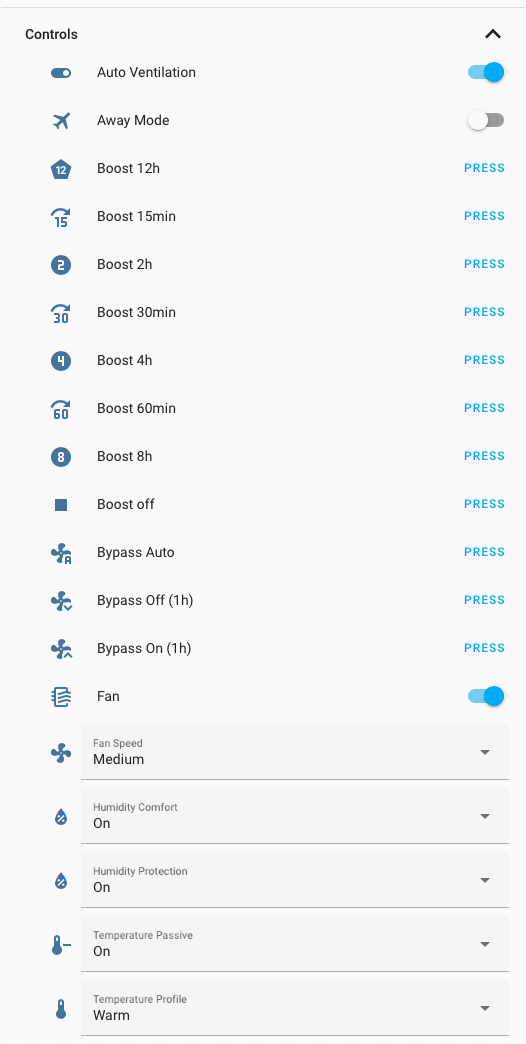 Controls
Auto Ventilation
Away Mode
12 Boost 12h PRESS
15 Boost 15min PRESS
2 Boost 2h PRESS
30 Boost 30min PRESS
4 Boost 4h PRESS
60 Boost 60min PRESS
8 Boost 8h PRESS
Boost off PRESS
A Bypass Auto PRESS
Bypass Off (1h) PRESS
Bypass On (1h) PRESS
Fan
Fan Speed
Medium
Humidity Comfort
On
Humidity Protection
On
Temperature Passive
On
Temperature Profile
Warm